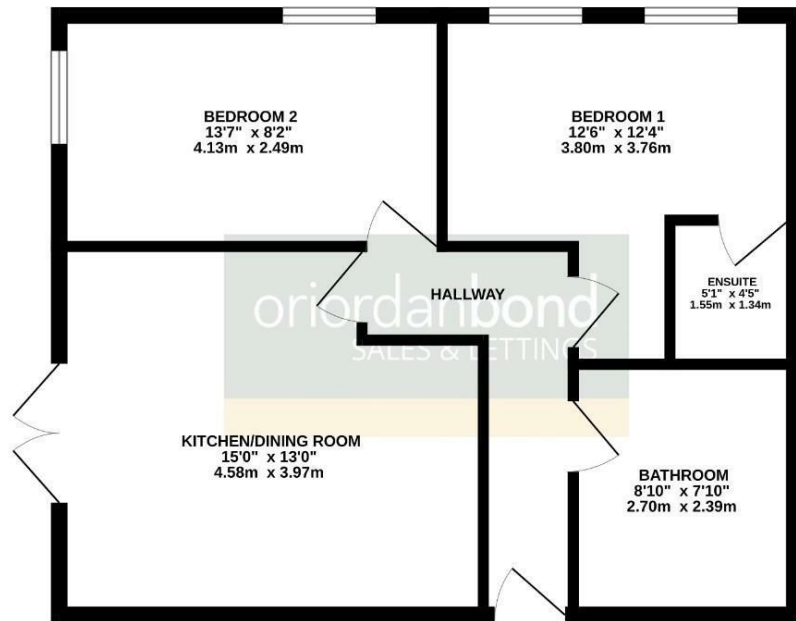 BEDROOM 2
13'7" x 8'2"
4.13m x 2.49m
BEDROOM 1
12'6" x 12'4"
3.80m x 3.76m
ENSUITE
5'1" x 4'5"
1.55m x 1.34m
HALLWAY
oriordanbond
SALES & LETTINGS
KITCHEN/DINING ROOM
15'0" x 13'0"
4.58m x 3.97m
BATHROOM
8'10" x 7'10"
2.70m x 2.39m